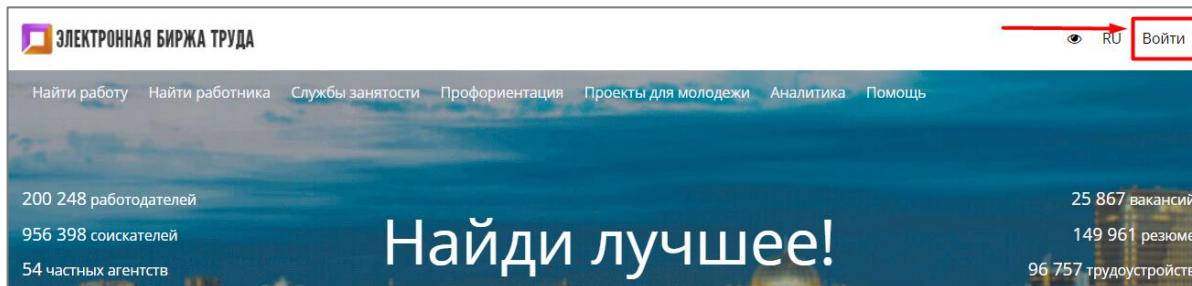 ЭЛЕКТРОННАЯ БИРЖА ТРУДА
RU Войти
Найти работу Найти работника Службы занятости Профориентация Проекты для молодежи Аналитика Помощь
200 248 работодателей
956 398 соискателей
54 частных агентств
Найди лучшее!
25 867 вакансий
149 961 резюме
96 757 трудоустройств